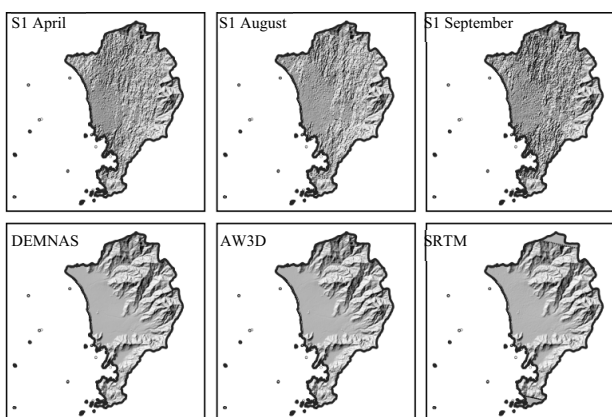 S1 April
S1 August
S1 September
DEMNAS
AW3D
SRTM